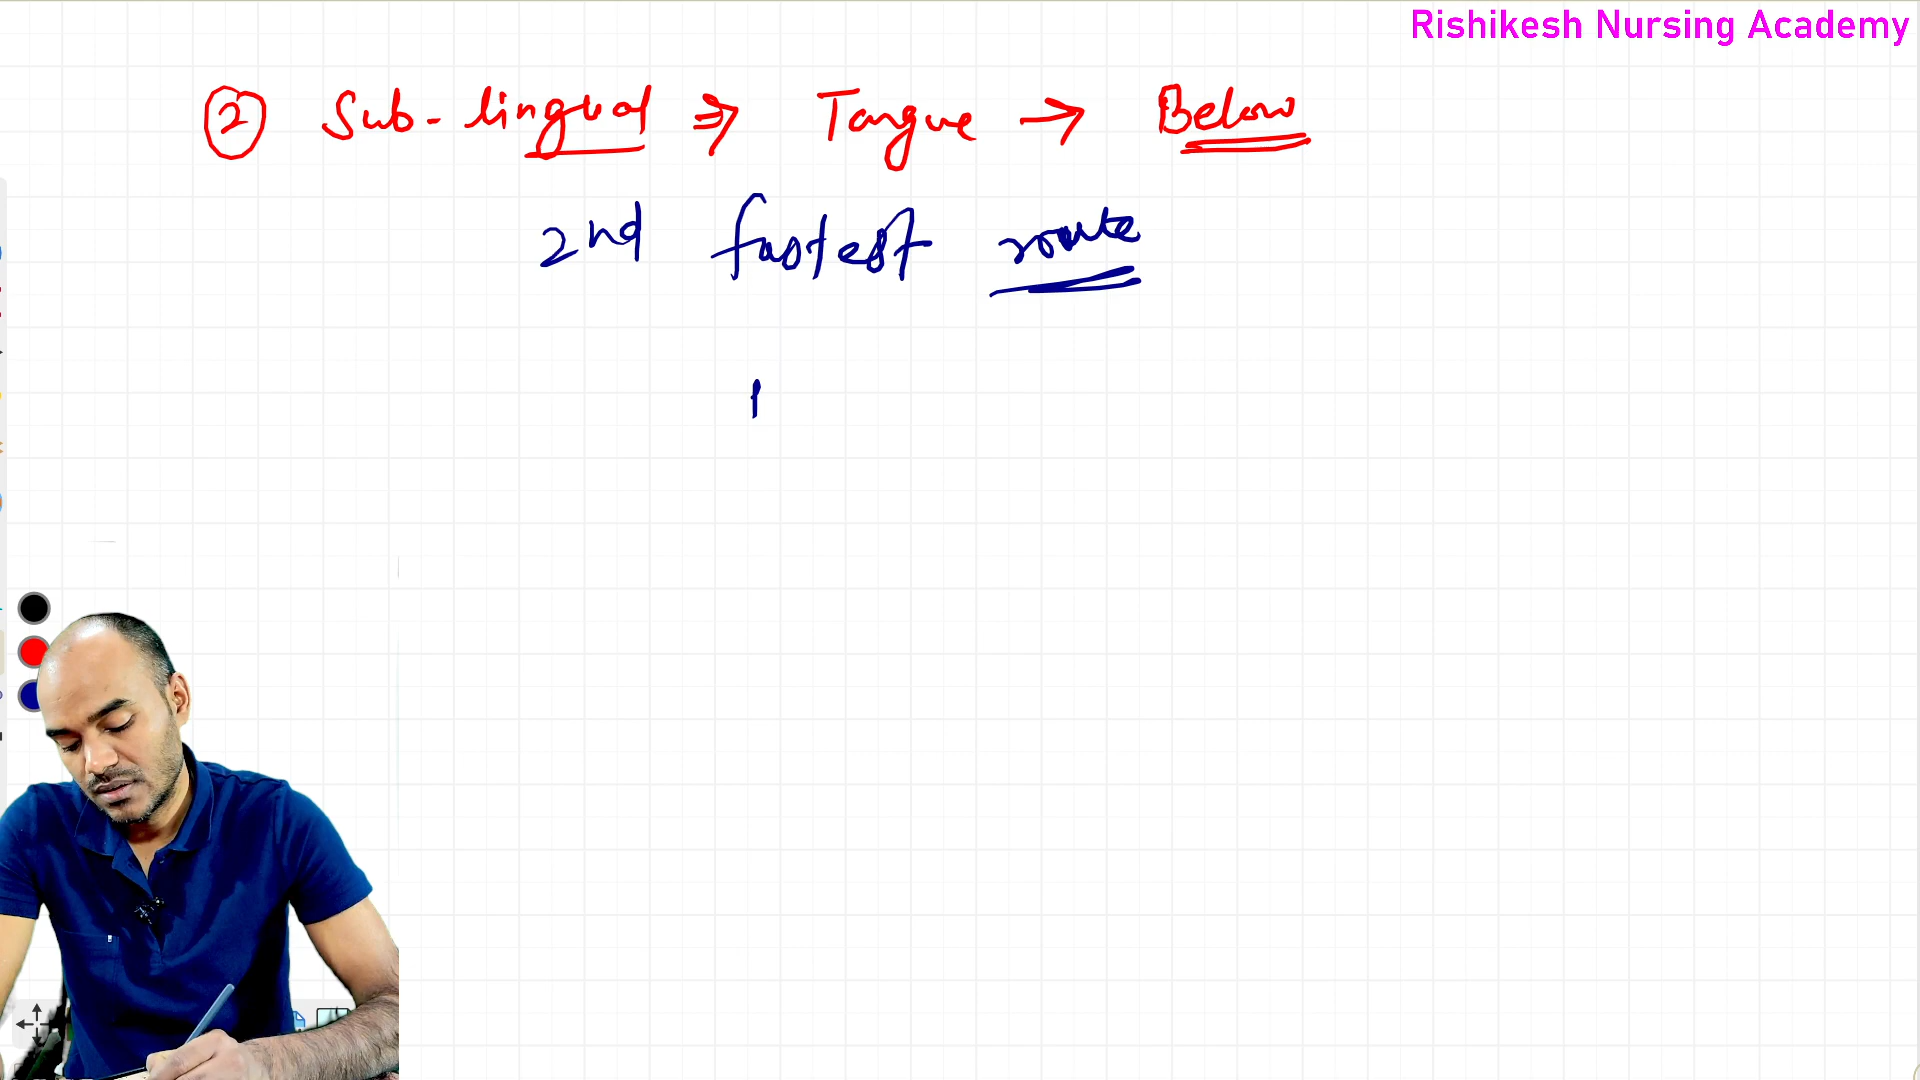 Rishikesh Nursing Academy
② Sub-lingual ⇒ Tongue → Below
2nd fastest route